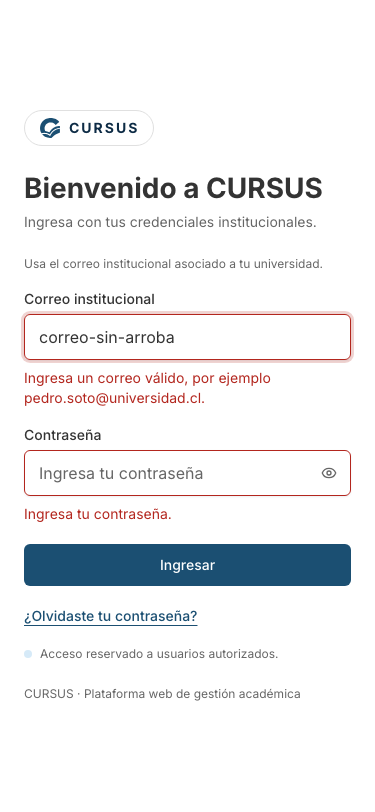 CURSUS
Bienvenido a CURSUS
Ingresa con tus credenciales institucionales.
Usa el correo institucional asociado a tu universidad.
Correo institucional
correo-sin-arroba
Ingresa un correo válido, por ejemplo
pedro.soto@universidad.cl.
Contraseña
Ingresa tu contraseña
Ingresa tu contraseña.
Ingresar
¿Olvidaste tu contraseña?
Acceso reservado a usuarios autorizados.
CURSUS · Plataforma web de gestión académica